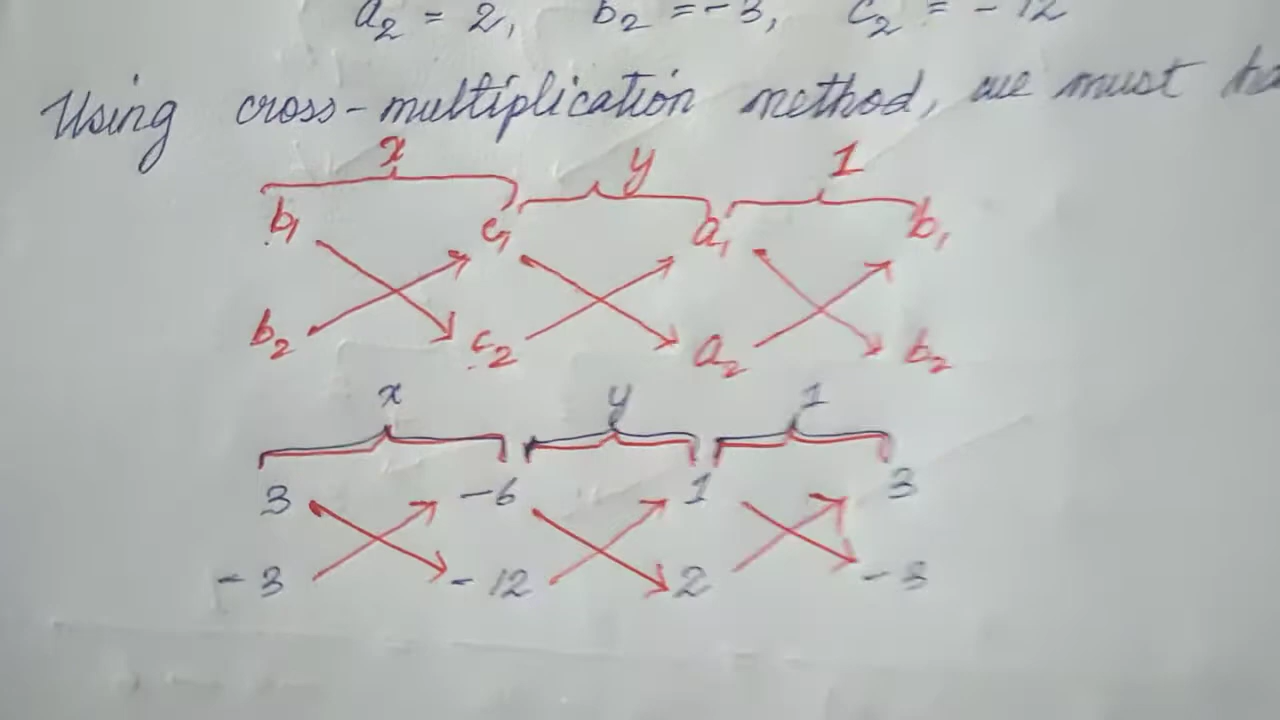 a₂ = 2, b₂ = -3, c₂ = -12
Using cross-multiplication method, we must ha
x y 1
b₁ c₁ a₁ b₁
b₂ c₂ a₂ b₂
x y 1
3 -6 1 3
-3 -12 2 -3